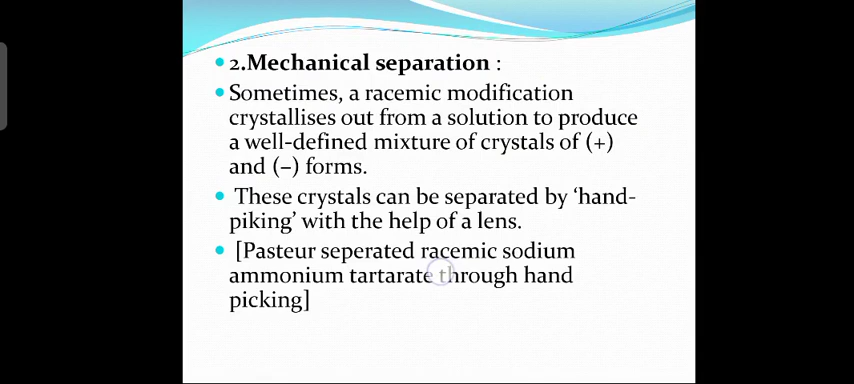 2.Mechanical separation :
Sometimes, a racemic modification
crystallises out from a solution to produce
a well-defined mixture of crystals of (+)
and (–) forms.
These crystals can be separated by ‘hand-
piking’ with the help of a lens.
[Pasteur seperated racemic sodium
ammonium tartarate through hand
picking]